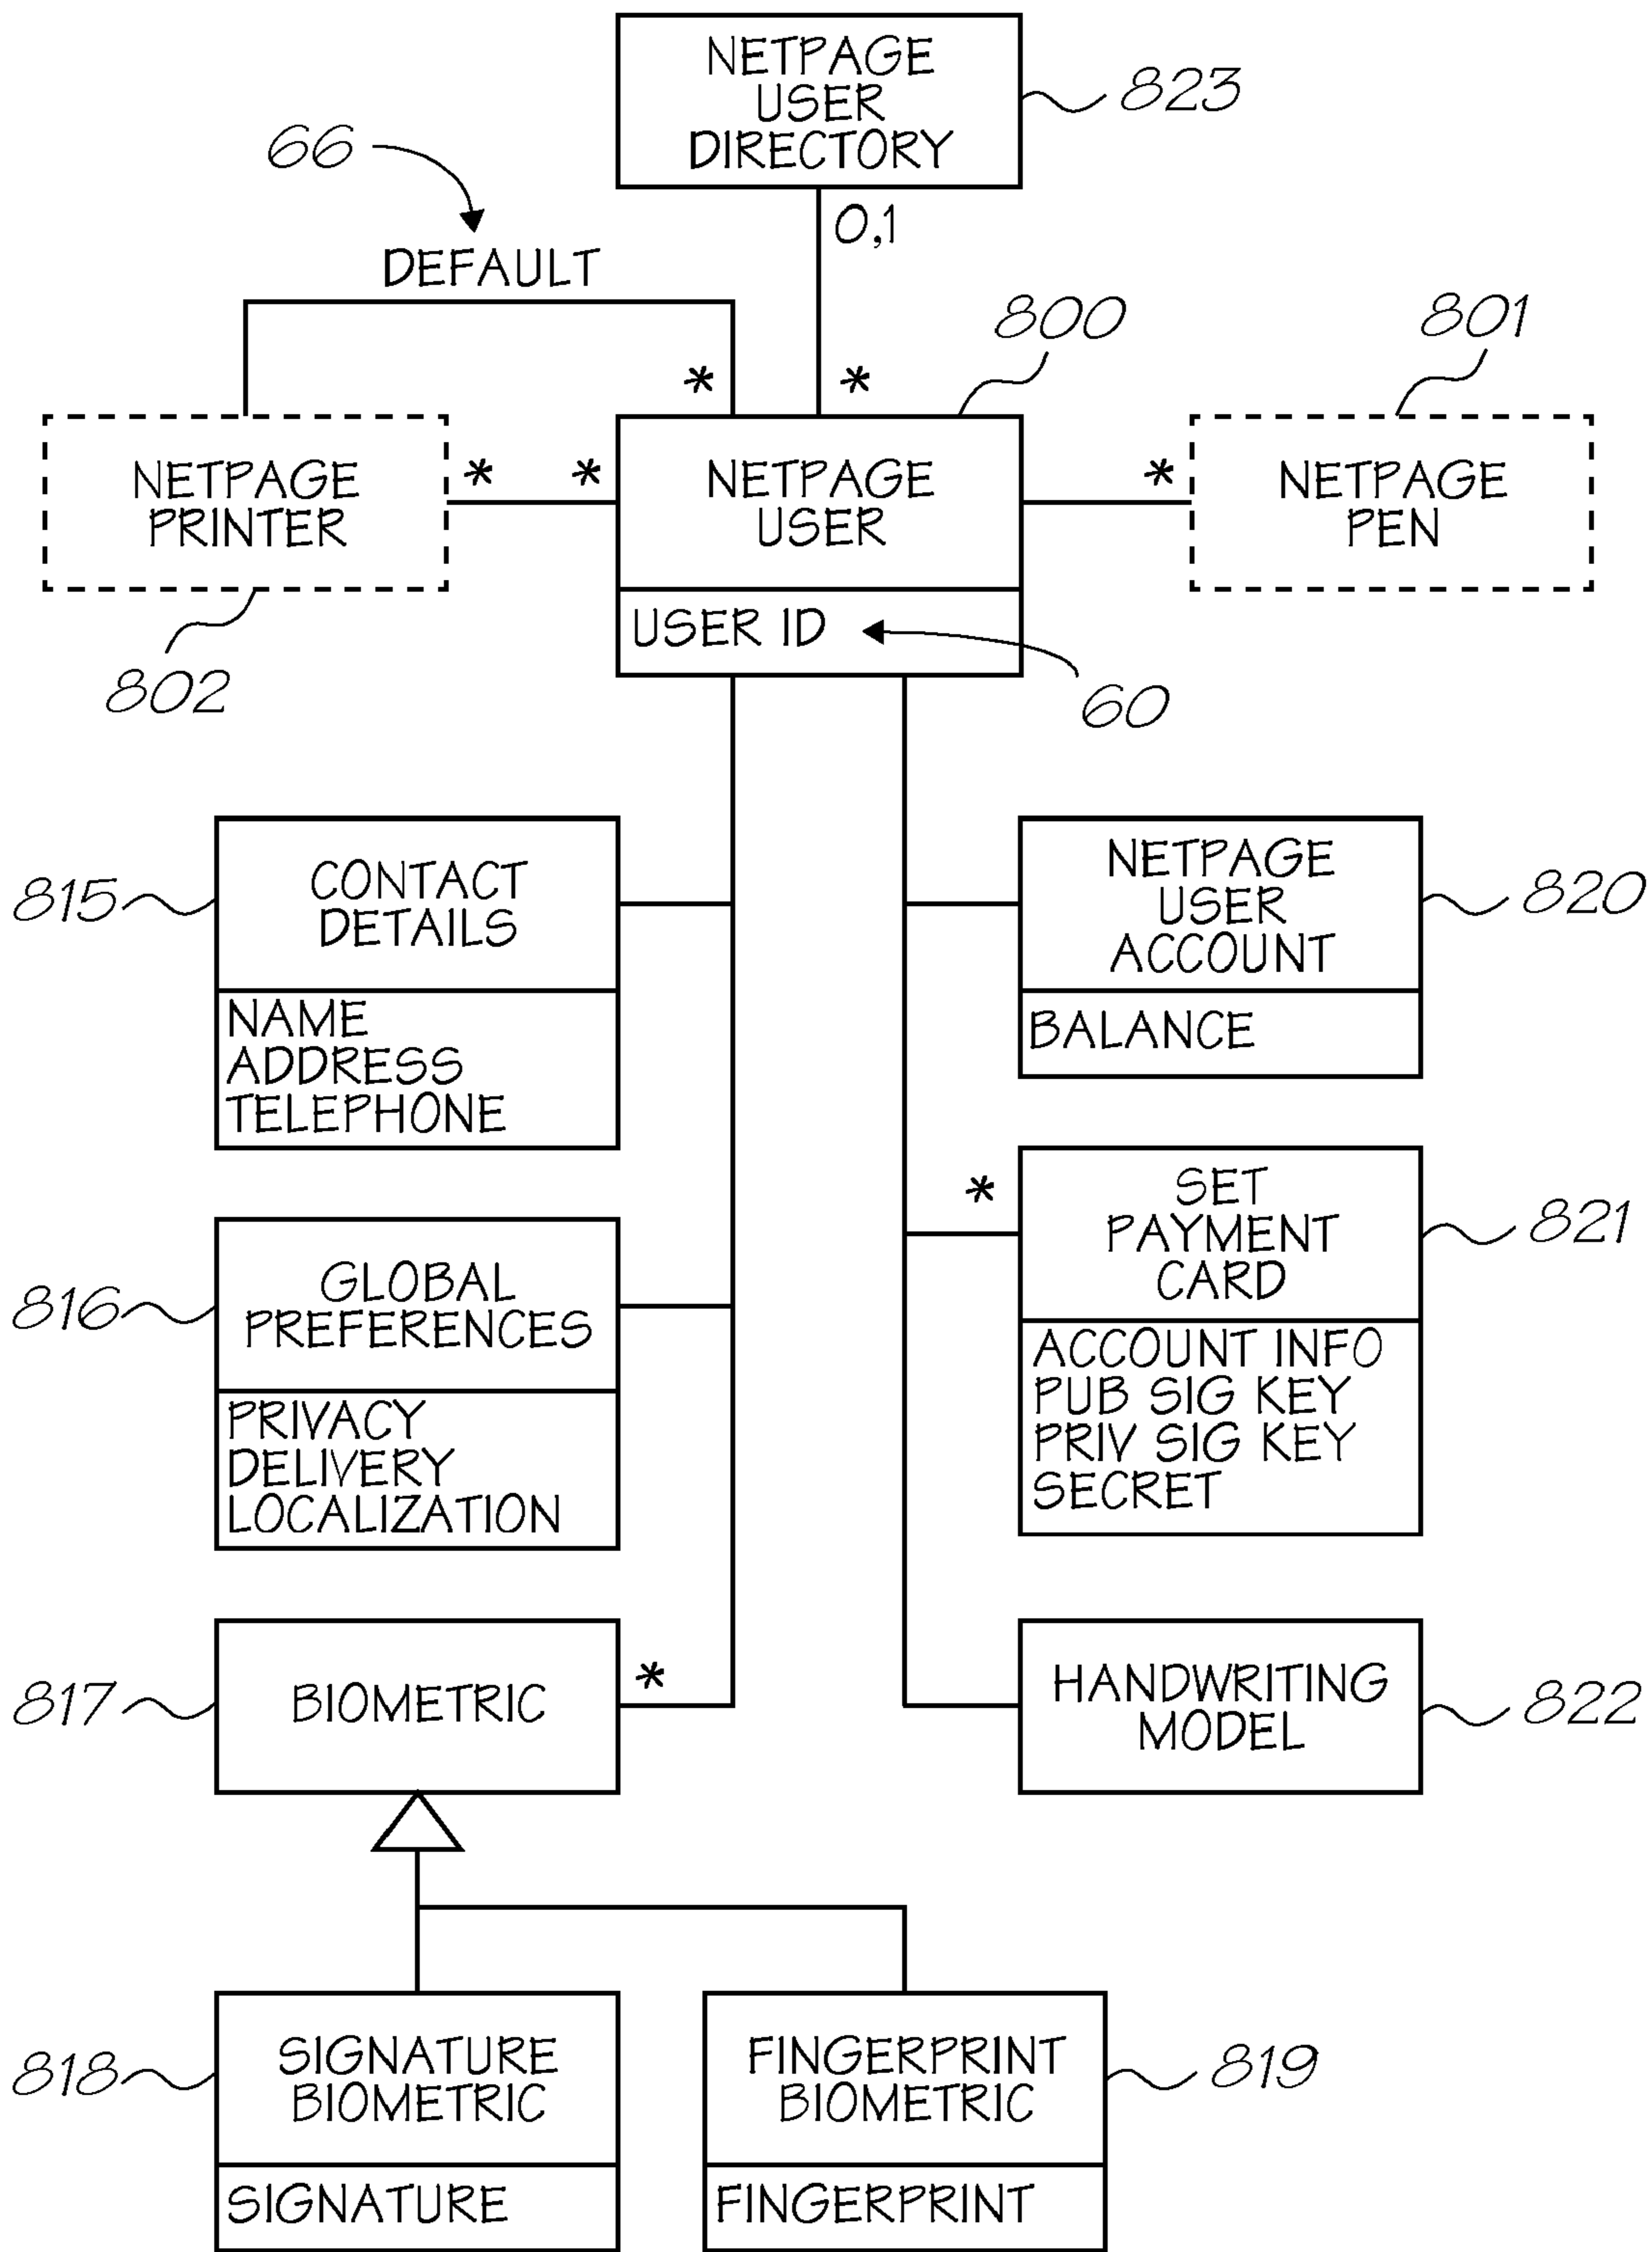 NETPAGE
USER
DIRECTORY
823
66
DEFAULT
0,1
*
*
800
801
NETPAGE
PRINTER
*
*
NETPAGE
USER
*
NETPAGE
PEN
USER ID
802
60
815
CONTACT
DETAILS
NAME
ADDRESS
TELEPHONE
NETPAGE
USER
ACCOUNT
820
BALANCE
816
GLOBAL
PREFERENCES
PRIVACY
DELIVERY
LOCALIZATION
*
SET
PAYMENT
CARD
821
ACCOUNT INFO
PUB SIG KEY
PRIV SIG KEY
SECRET
817
BIOMETRIC
*
HANDWRITING
MODEL
822
818
SIGNATURE
BIOMETRIC
SIGNATURE
FINGERPRINT
BIOMETRIC
819
FINGERPRINT